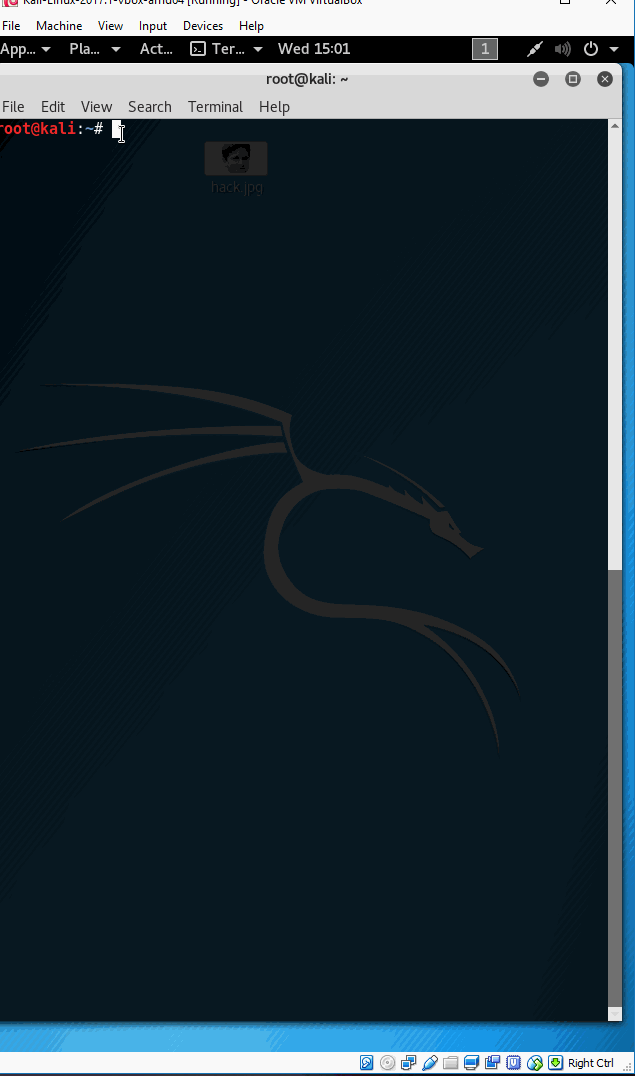 Kali-Linux-2017.1-vbox-amd64 [Running] - Oracle VM VirtualBox
File Machine View Input Devices Help
App... Pla... Act... Ter... Wed 15:01 1
root@kali: ~
File Edit View Search Terminal Help
root@kali:~#
hack.jpg
Right Ctrl